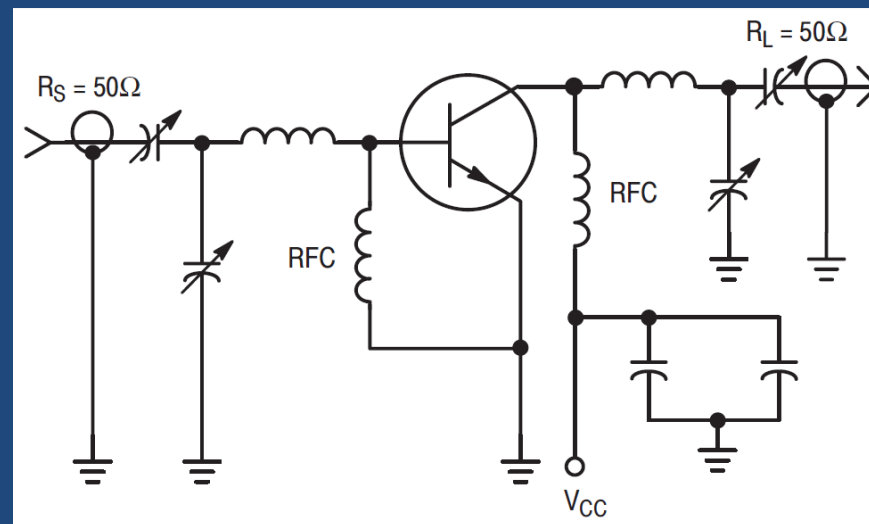 R_L = 50Ω
R_S = 50Ω
RFC
RFC
V_CC